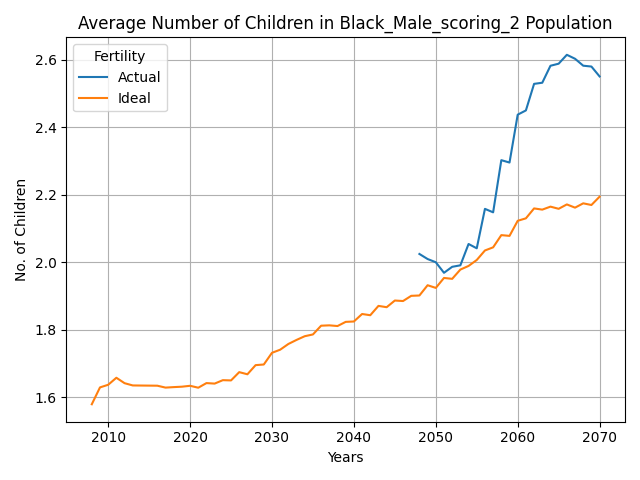 Average Number of Children in Black_Male_scoring_2 Population
Fertility
Actual
Ideal
2.6
2.4
2.2
2.0
1.8
1.6
No. of Children
2010 2020 2030 2040 2050 2060 2070
Years